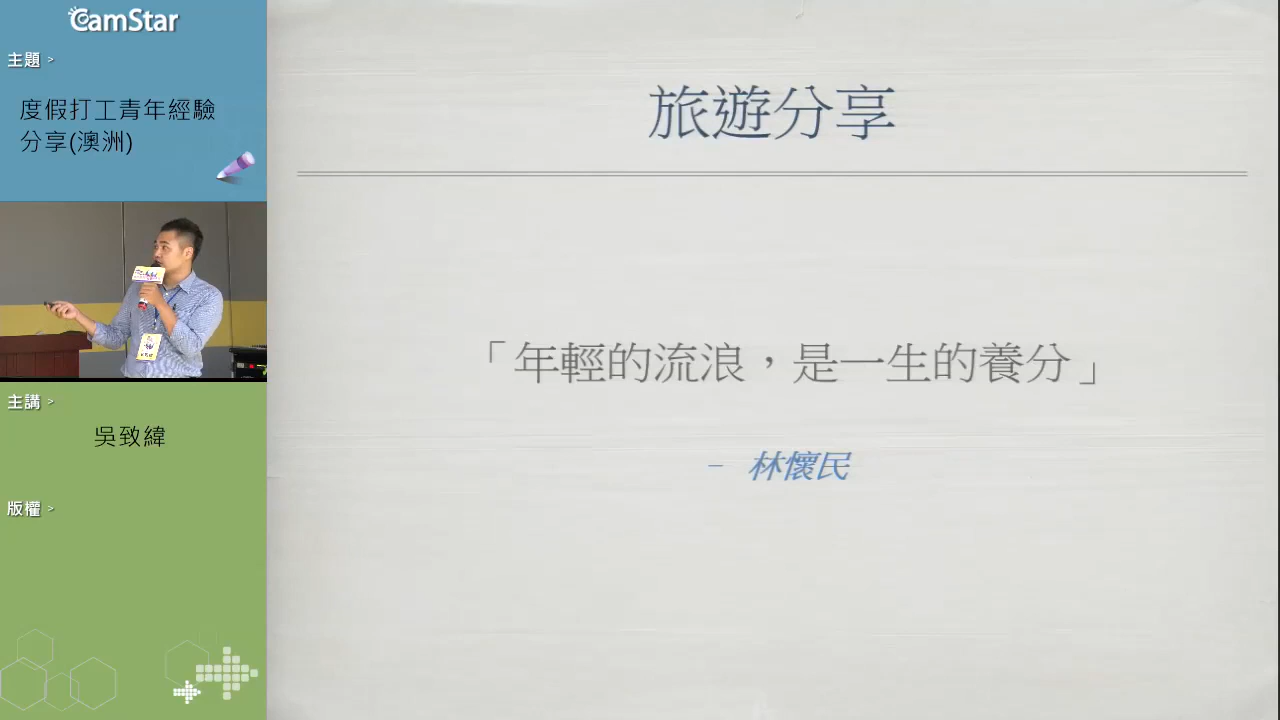 CamStar
主題 >
度假打工青年經驗
分享(澳洲)
主講 >
吳致緯
版權 >
旅遊分享
「年輕的流浪，是一生的養分」
– 林懷民